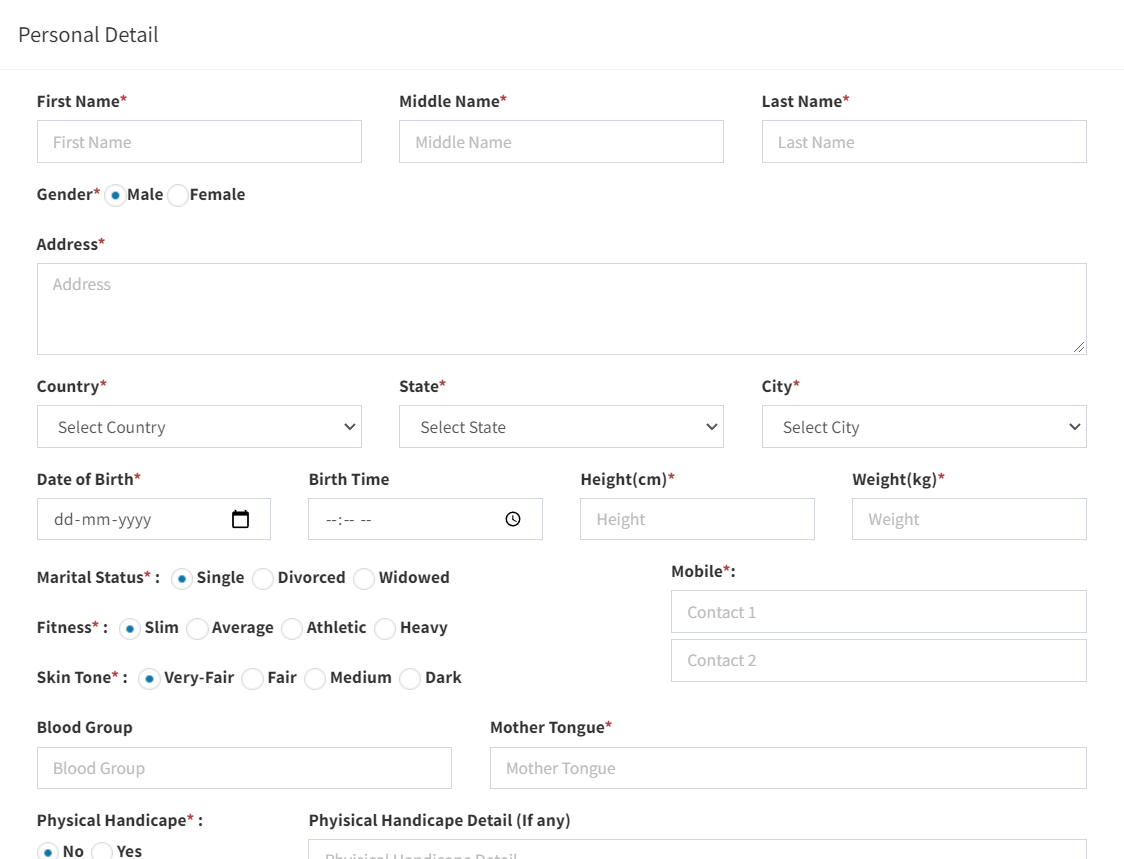 Personal Detail
First Name* Middle Name* Last Name*
First Name Middle Name Last Name
Gender* Male Female
Address*
Address
Country* State* City*
Select Country Select State Select City
Date of Birth* Birth Time Height(cm)* Weight(kg)*
dd-mm-yyyy --:-- -- Height Weight
Marital Status* : Single Divorced Widowed
Mobile*:
Contact 1
Fitness* : Slim Average Athletic Heavy
Contact 2
Skin Tone* : Very-Fair Fair Medium Dark
Blood Group Mother Tongue*
Blood Group Mother Tongue
Physical Handicape* : Phyisical Handicape Detail (If any)
No Yes Phyisical Handicape Detail